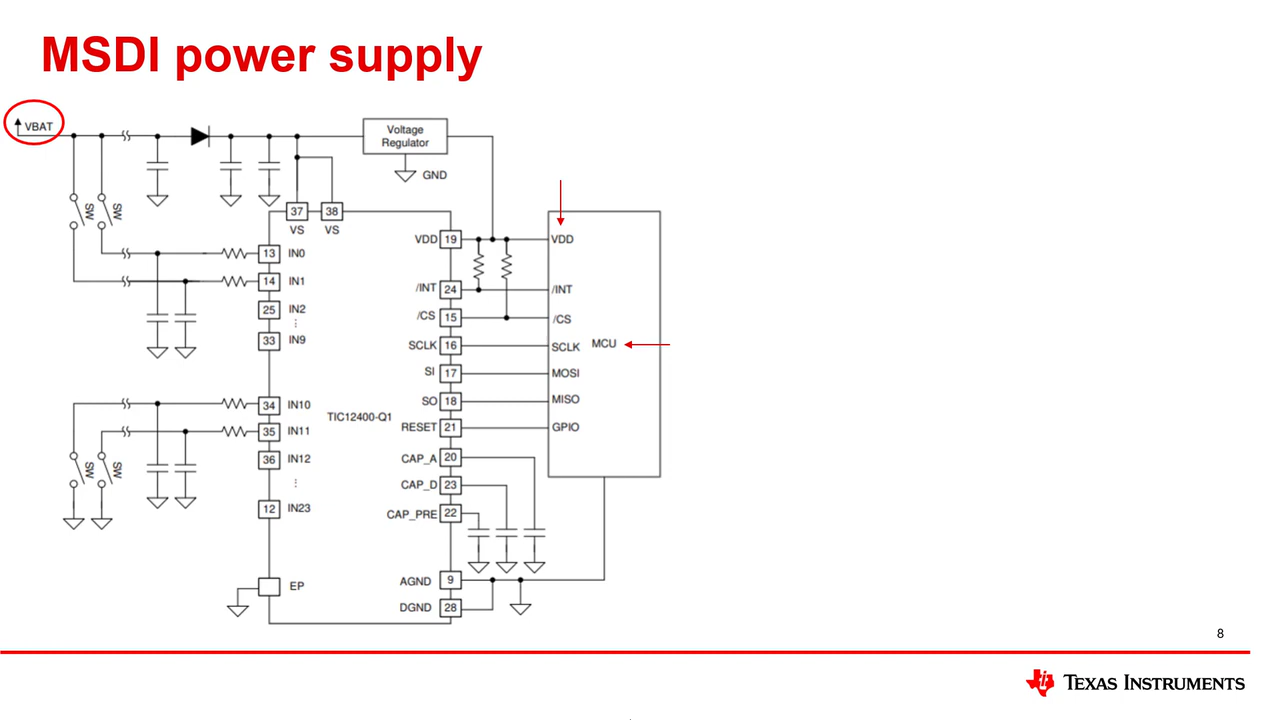 MSDI power supply
VBAT
Voltage
Regulator
GND
SW
SW
37
38
VS
VS
13
IN0
14
IN1
25
IN2
33
IN9
34
IN10
35
IN11
36
IN12
12
IN23
SW
SW
EP
TIC12400-Q1
VDD
19
/INT
24
/CS
15
SCLK
16
SI
17
SO
18
RESET
21
CAP_A
20
CAP_D
23
CAP_PRE
22
AGND
9
DGND
28
VDD
/INT
/CS
SCLK
MCU
MOSI
MISO
GPIO
8
TEXAS INSTRUMENTS